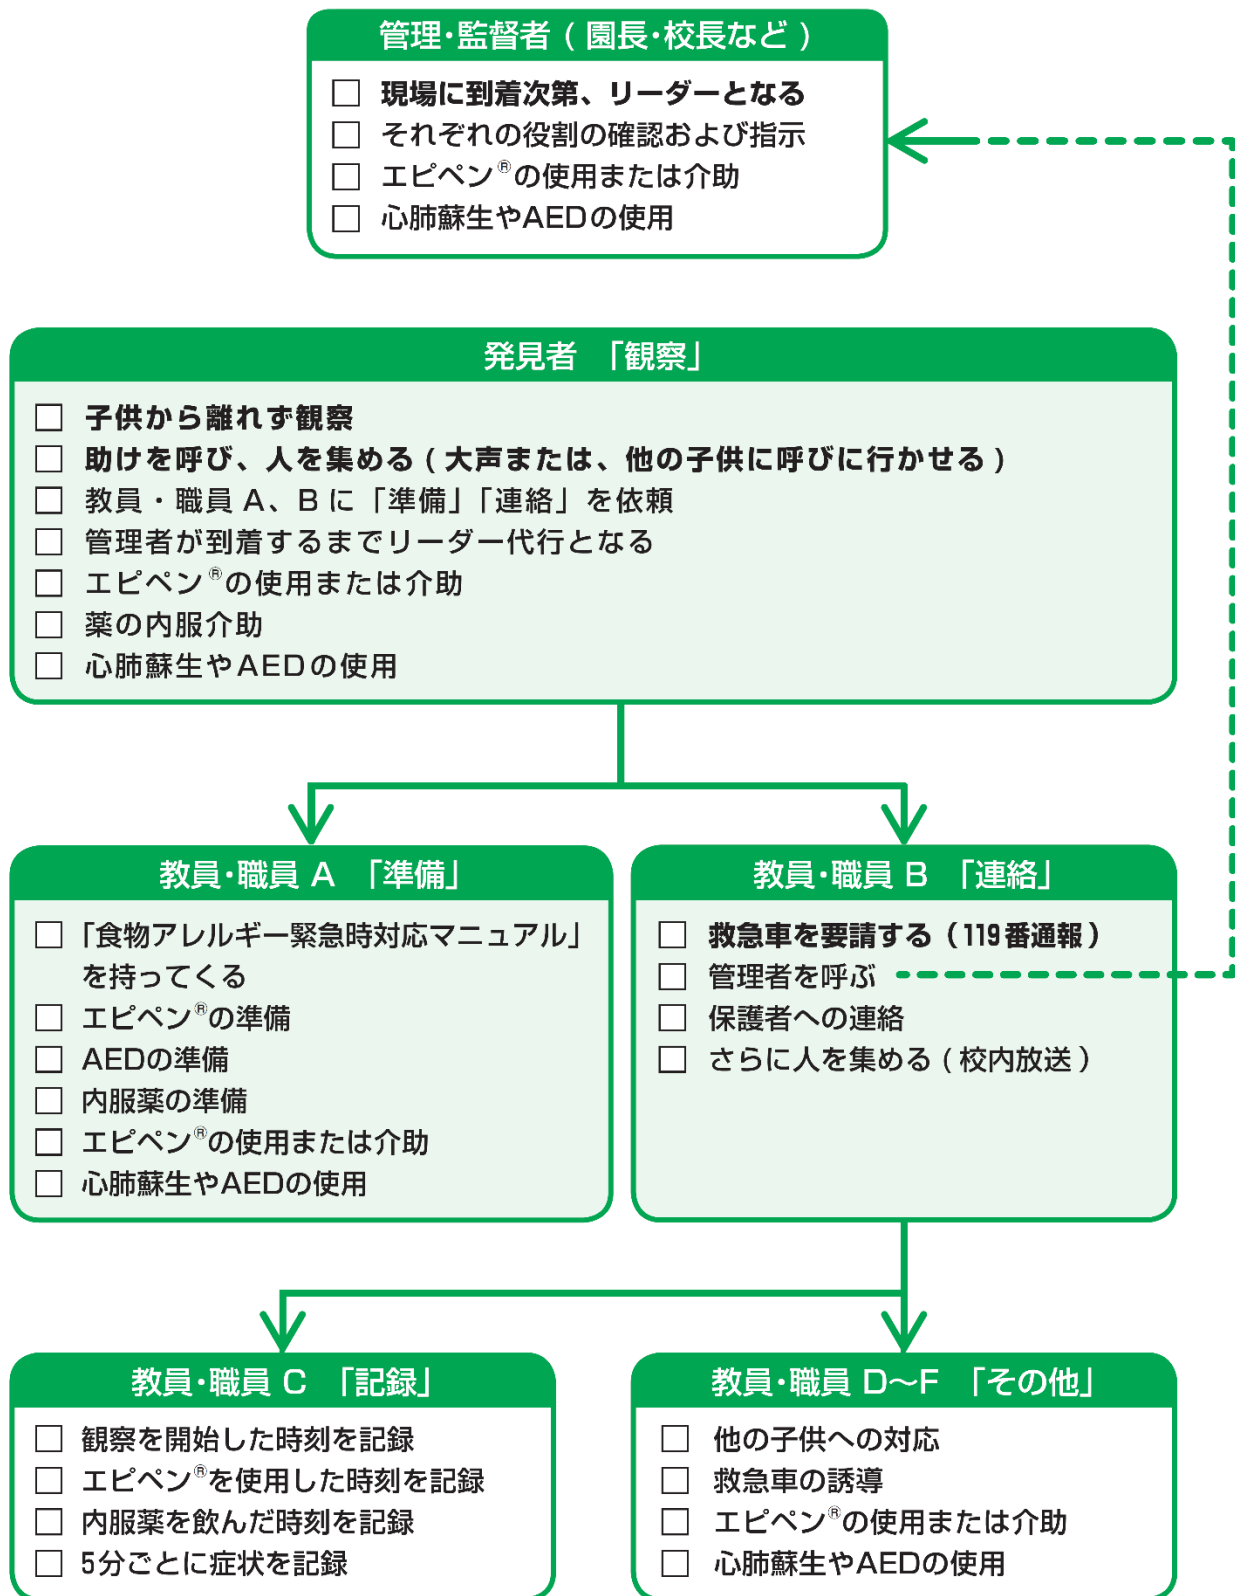 管理・監督者(園長・校長など)
□ 現場に到着次第、リーダーとなる
□ それぞれの役割の確認および指示
□ エピペン®の使用または介助
□ 心肺蘇生やAEDの使用
発見者 「観察」
□ 子供から離れず観察
□ 助けを呼び、人を集める(大声または、他の子供に呼びに行かせる)
□ 教員・職員 A、B に「準備」「連絡」を依頼
□ 管理者が到着するまでリーダー代行となる
□ エピペン®の使用または介助
□ 薬の内服介助
□ 心肺蘇生やAEDの使用
教員・職員 A 「準備」
□ 「食物アレルギー緊急時対応マニュアル」
を持ってくる
□ エピペン®の準備
□ AEDの準備
□ 内服薬の準備
□ エピペン®の使用または介助
□ 心肺蘇生やAEDの使用
教員・職員 B 「連絡」
□ 救急車を要請する(119番通報)
□ 管理者を呼ぶ
□ 保護者への連絡
□ さらに人を集める(校内放送)
教員・職員 C 「記録」
□ 観察を開始した時刻を記録
□ エピペン®を使用した時刻を記録
□ 内服薬を飲んだ時刻を記録
□ 5分ごとに症状を記録
教員・職員 D〜F 「その他」
□ 他の子供への対応
□ 救急車の誘導
□ エピペン®の使用または介助
□ 心肺蘇生やAEDの使用